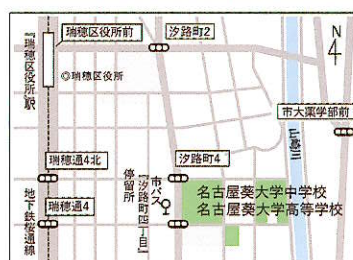 瑞穂区役所前
汐路町2
N
『瑞穂区役所』駅
◎瑞穂区役所
市大薬学部前
山崎川
瑞穂通4北
汐路町4
市バス
『汐路町四丁目』
停留所
名古屋葵大学中学校
名古屋葵大学高等学校
瑞穂通4
地下鉄桜通線